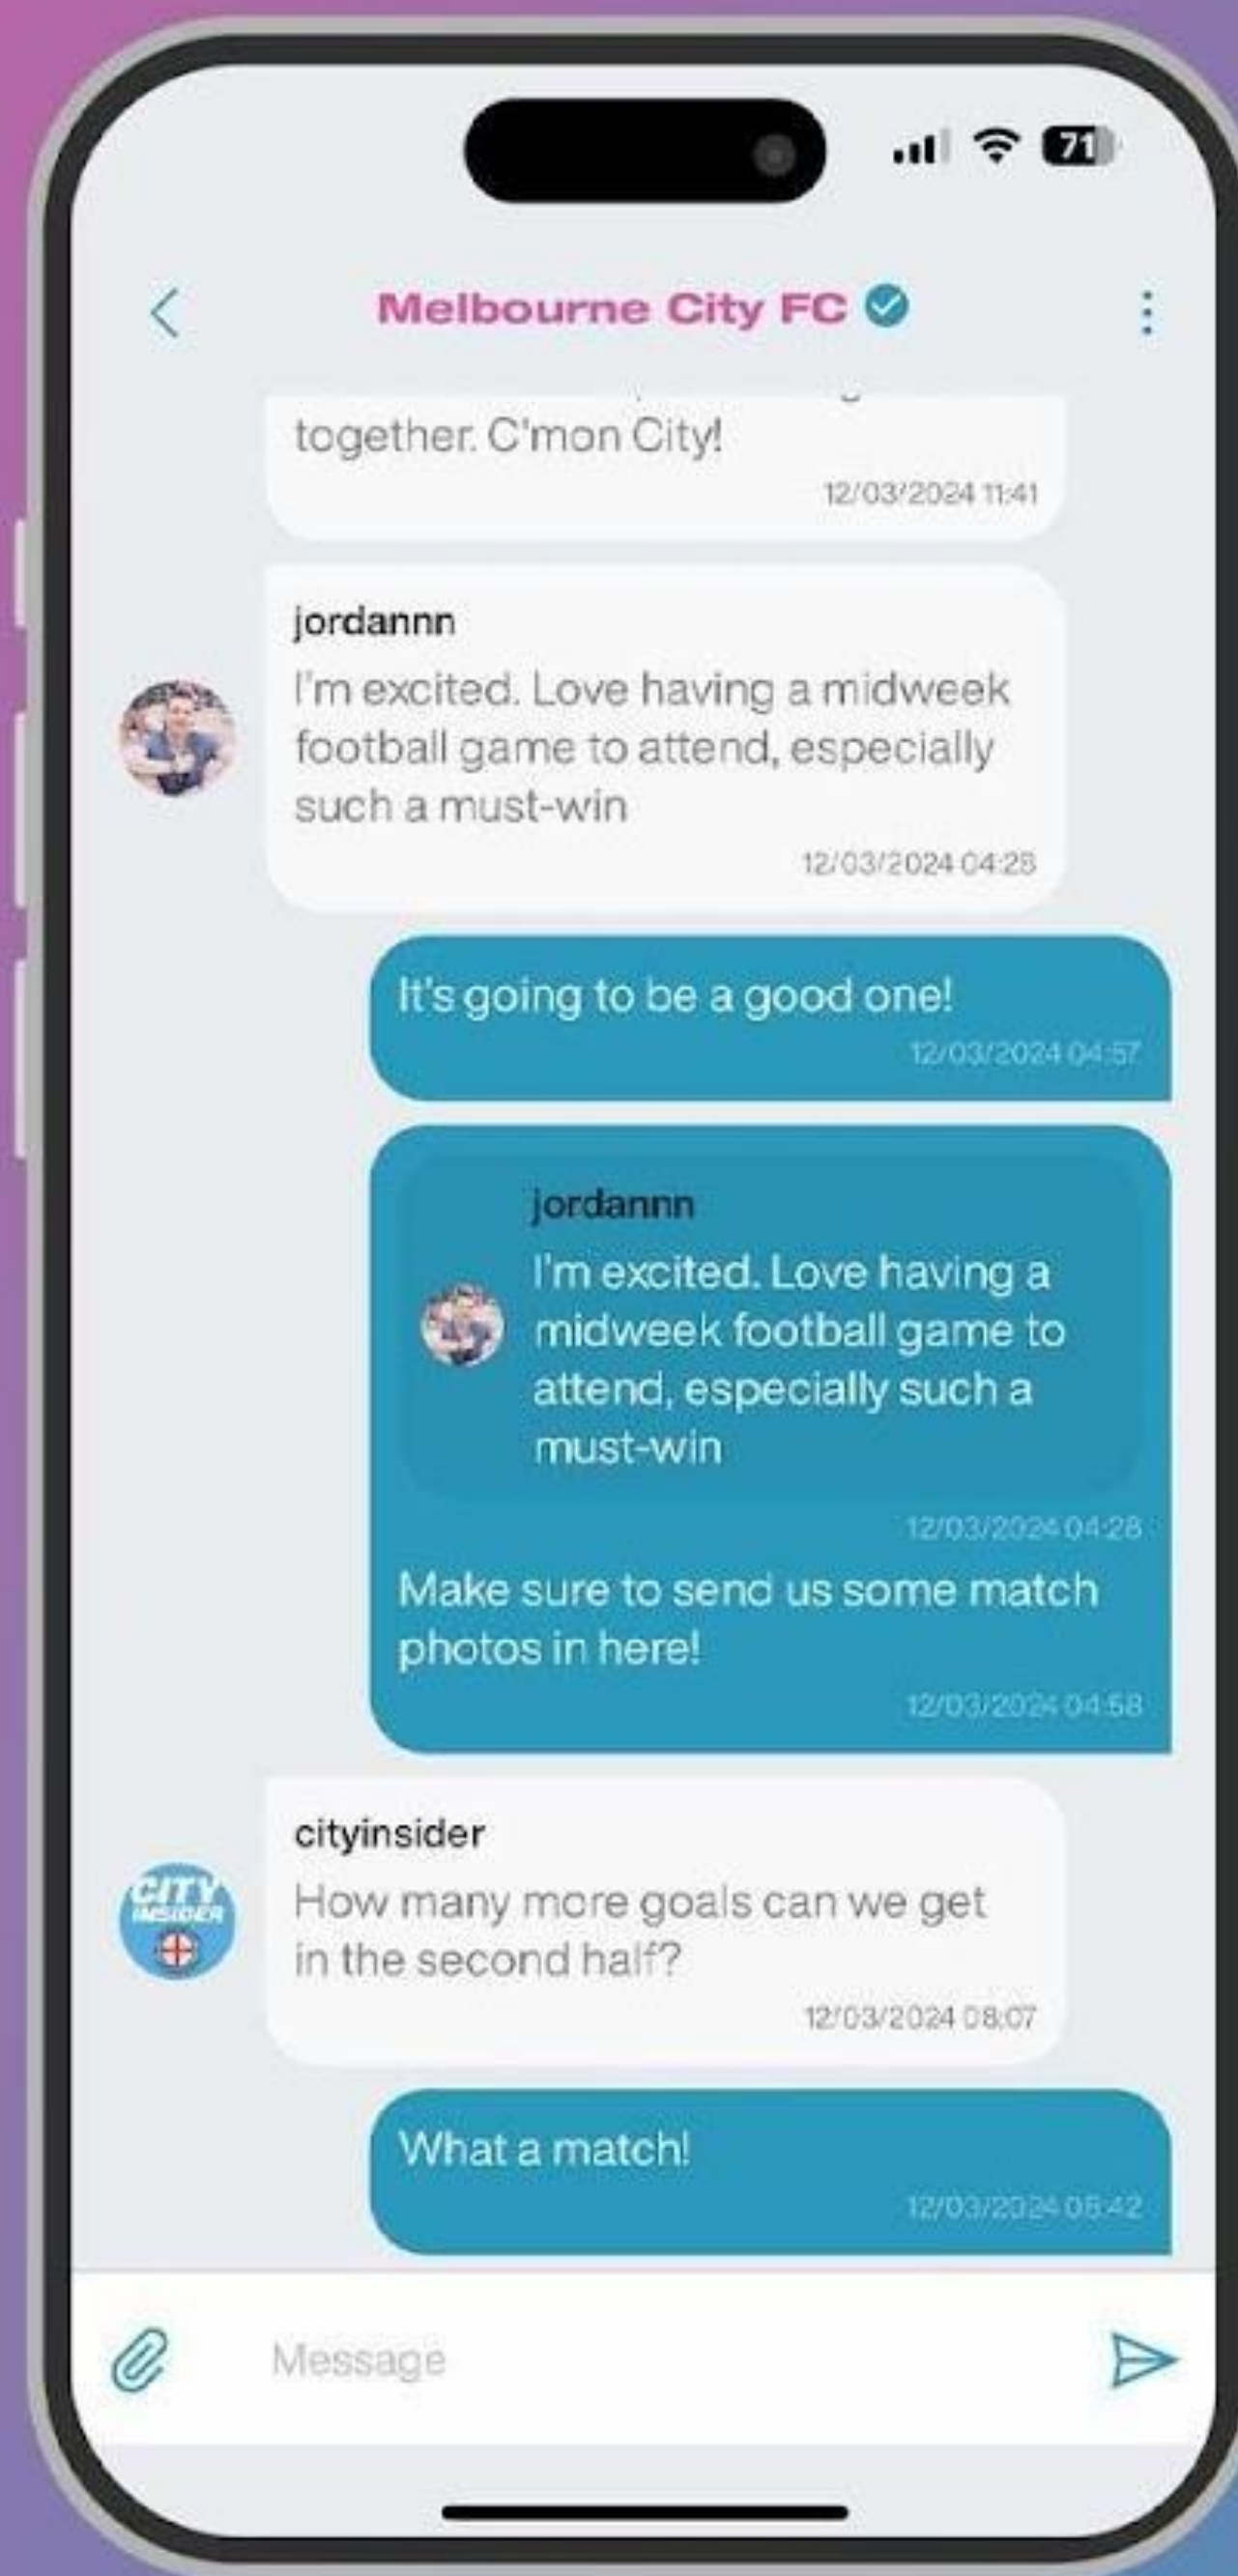 71
Melbourne City FC
together. C'mon City!
12/03/2024 11:41
jordannn
I'm excited. Love having a midweek
football game to attend, especially
such a must-win
12/03/2024 04:28
It's going to be a good one!
12/03/2024 04:57
jordannn
I'm excited. Love having a
midweek football game to
attend, especially such a
must-win
12/03/2024 04:28
Make sure to send us some match
photos in here!
12/03/2024 04:58
cityinsider
CITY
INSIDER
How many more goals can we get
in the second half?
12/03/2024 08:07
What a match!
12/03/2024
Message